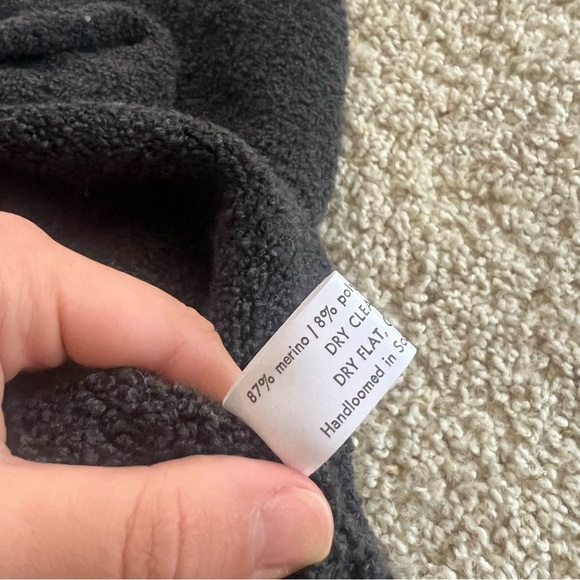 87% merino | 8% pol
DRY CLEA
DRY FLAT,
Handloomed in Sc